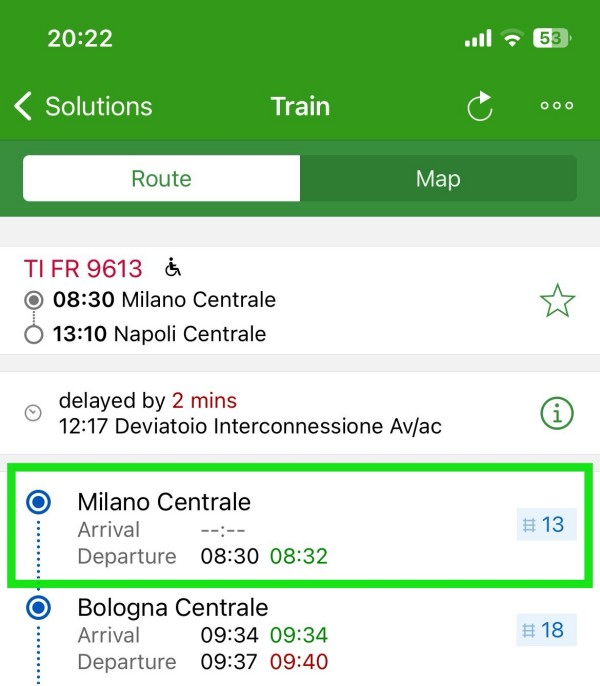 20:22
53
Solutions
Train
Route
Map
TI FR 9613
08:30 Milano Centrale
13:10 Napoli Centrale
delayed by 2 mins
12:17 Deviatoio Interconnessione Av/ac
Milano Centrale
Arrival --:--
13
Departure 08:30 08:32
Bologna Centrale
Arrival 09:34 09:34
18
Departure 09:37 09:40